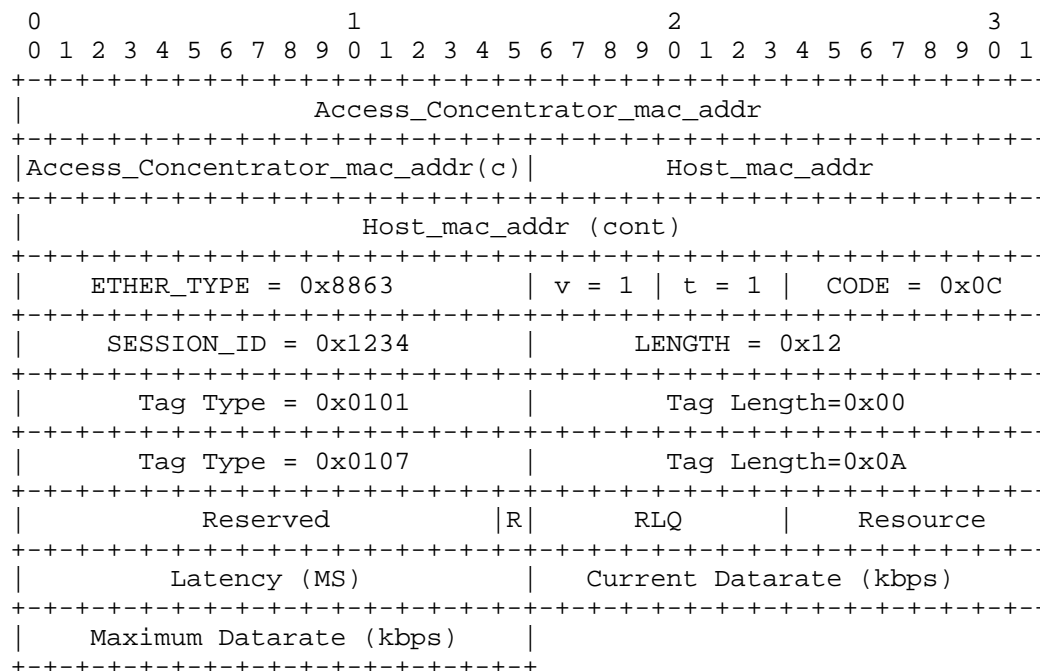 0                   1                   2                   3
 0 1 2 3 4 5 6 7 8 9 0 1 2 3 4 5 6 7 8 9 0 1 2 3 4 5 6 7 8 9 0 1
+-+-+-+-+-+-+-+-+-+-+-+-+-+-+-+-+-+-+-+-+-+-+-+-+-+-+-+-+-+-+-+--
|                  Access_Concentrator_mac_addr
+-+-+-+-+-+-+-+-+-+-+-+-+-+-+-+-+-+-+-+-+-+-+-+-+-+-+-+-+-+-+-+--
|Access_Concentrator_mac_addr(c)|        Host_mac_addr
+-+-+-+-+-+-+-+-+-+-+-+-+-+-+-+-+-+-+-+-+-+-+-+-+-+-+-+-+-+-+-+--
|                     Host_mac_addr (cont)
+-+-+-+-+-+-+-+-+-+-+-+-+-+-+-+-+-+-+-+-+-+-+-+-+-+-+-+-+-+-+-+--
|    ETHER_TYPE = 0x8863        | v = 1 | t = 1 |  CODE = 0x0C
+-+-+-+-+-+-+-+-+-+-+-+-+-+-+-+-+-+-+-+-+-+-+-+-+-+-+-+-+-+-+-+--
|     SESSION_ID = 0x1234       |      LENGTH = 0x12
+-+-+-+-+-+-+-+-+-+-+-+-+-+-+-+-+-+-+-+-+-+-+-+-+-+-+-+-+-+-+-+--
|       Tag Type = 0x0101       |        Tag Length=0x00
+-+-+-+-+-+-+-+-+-+-+-+-+-+-+-+-+-+-+-+-+-+-+-+-+-+-+-+-+-+-+-+--
|       Tag Type = 0x0107       |        Tag Length=0x0A
+-+-+-+-+-+-+-+-+-+-+-+-+-+-+-+-+-+-+-+-+-+-+-+-+-+-+-+-+-+-+-+--
|           Reserved          |R|      RLQ      |    Resource
+-+-+-+-+-+-+-+-+-+-+-+-+-+-+-+-+-+-+-+-+-+-+-+-+-+-+-+-+-+-+-+--
|         Latency (MS)          |   Current Datarate (kbps)
+-+-+-+-+-+-+-+-+-+-+-+-+-+-+-+-+-+-+-+-+-+-+-+-+-+-+-+-+-+-+-+--
|    Maximum Datarate (kbps)    |
+-+-+-+-+-+-+-+-+-+-+-+-+-+-+-+-+